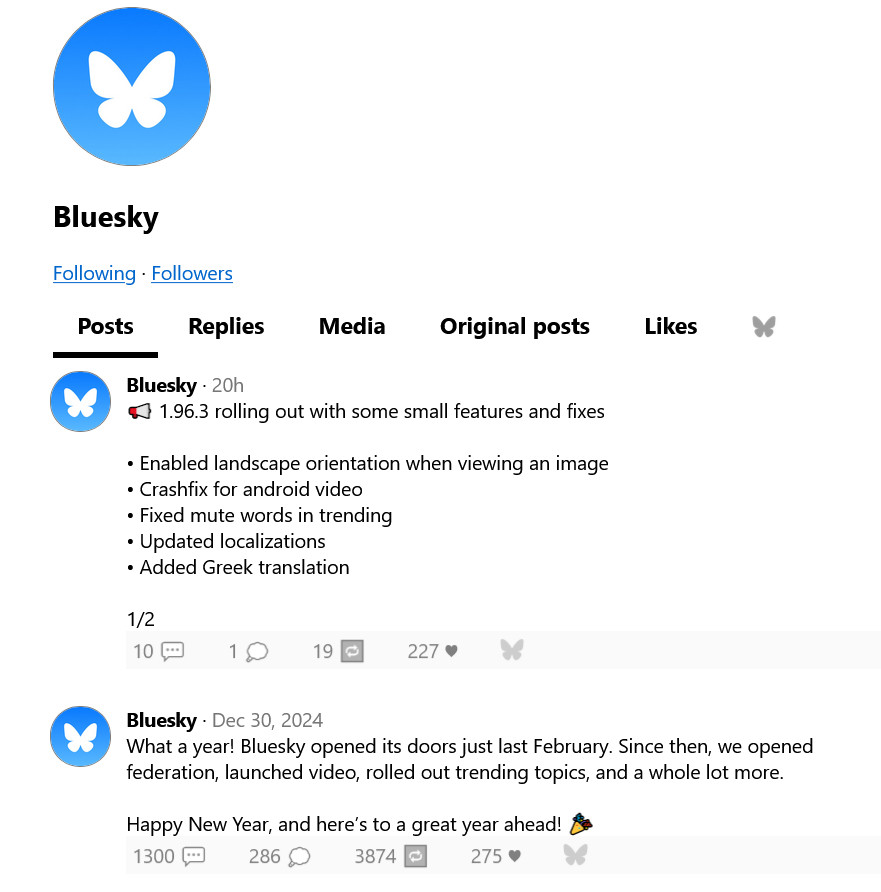 Bluesky
Following · Followers
Posts Replies Media Original posts Likes
Bluesky · 20h
📢 1.96.3 rolling out with some small features and fixes
• Enabled landscape orientation when viewing an image
• Crashfix for android video
• Fixed mute words in trending
• Updated localizations
• Added Greek translation
1/2
10 1 19 227
Bluesky · Dec 30, 2024
What a year! Bluesky opened its doors just last February. Since then, we opened
federation, launched video, rolled out trending topics, and a whole lot more.
Happy New Year, and here’s to a great year ahead! 🎉
1300 286 3874 275